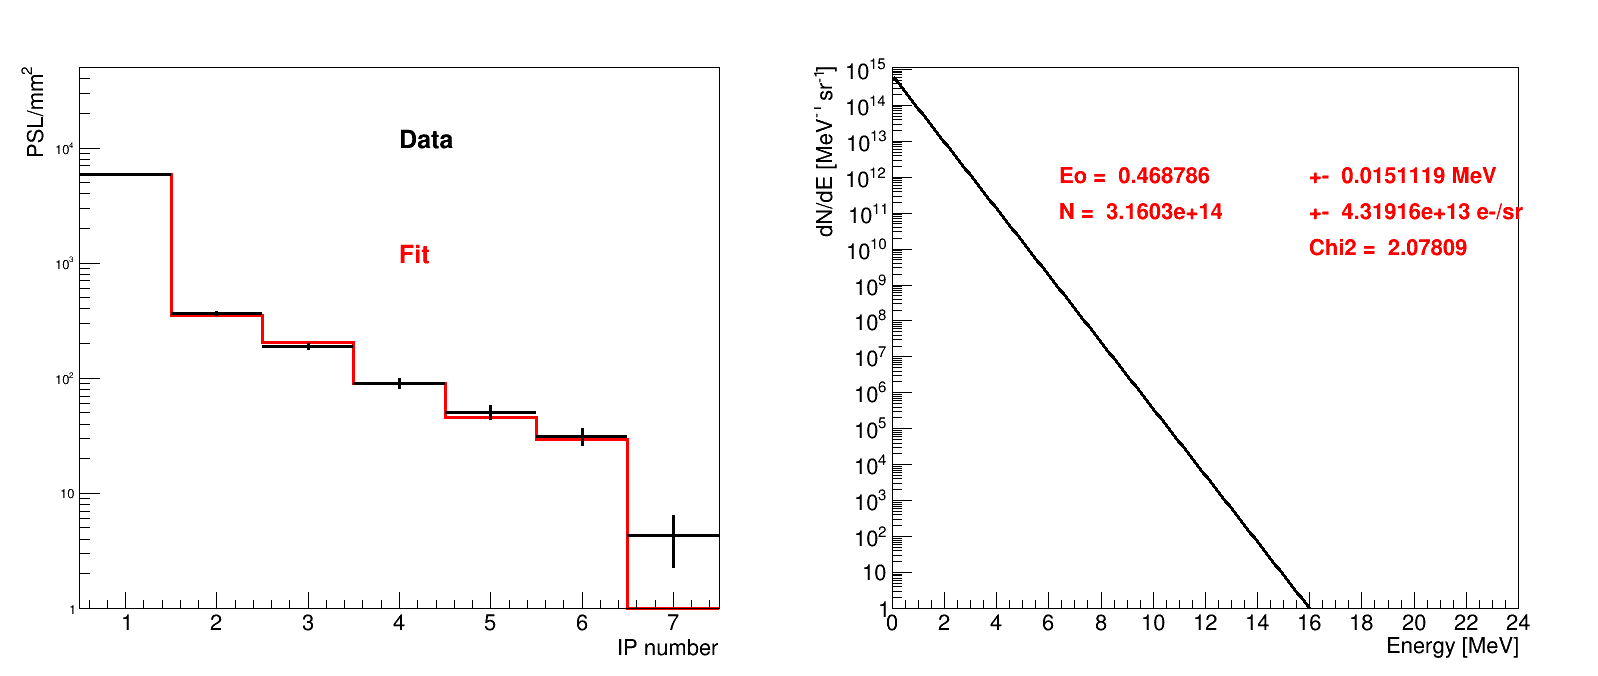 PSL/mm²
Data
Fit
10⁴
10³
10²
10
1
1 2 3 4 5 6 7
IP number
dN/dE [MeV⁻¹ sr⁻¹]
10¹⁵
10¹⁴
10¹³
10¹²
10¹¹
10¹⁰
10⁹
10⁸
10⁷
10⁶
10⁵
10⁴
10³
10²
10
1
Eo = 0.468786 +- 0.0151119 MeV
N = 3.1603e+14 +- 4.31916e+13 e-/sr
Chi2 = 2.07809
0 2 4 6 8 10 12 14 16 18 20 22 24
Energy [MeV]